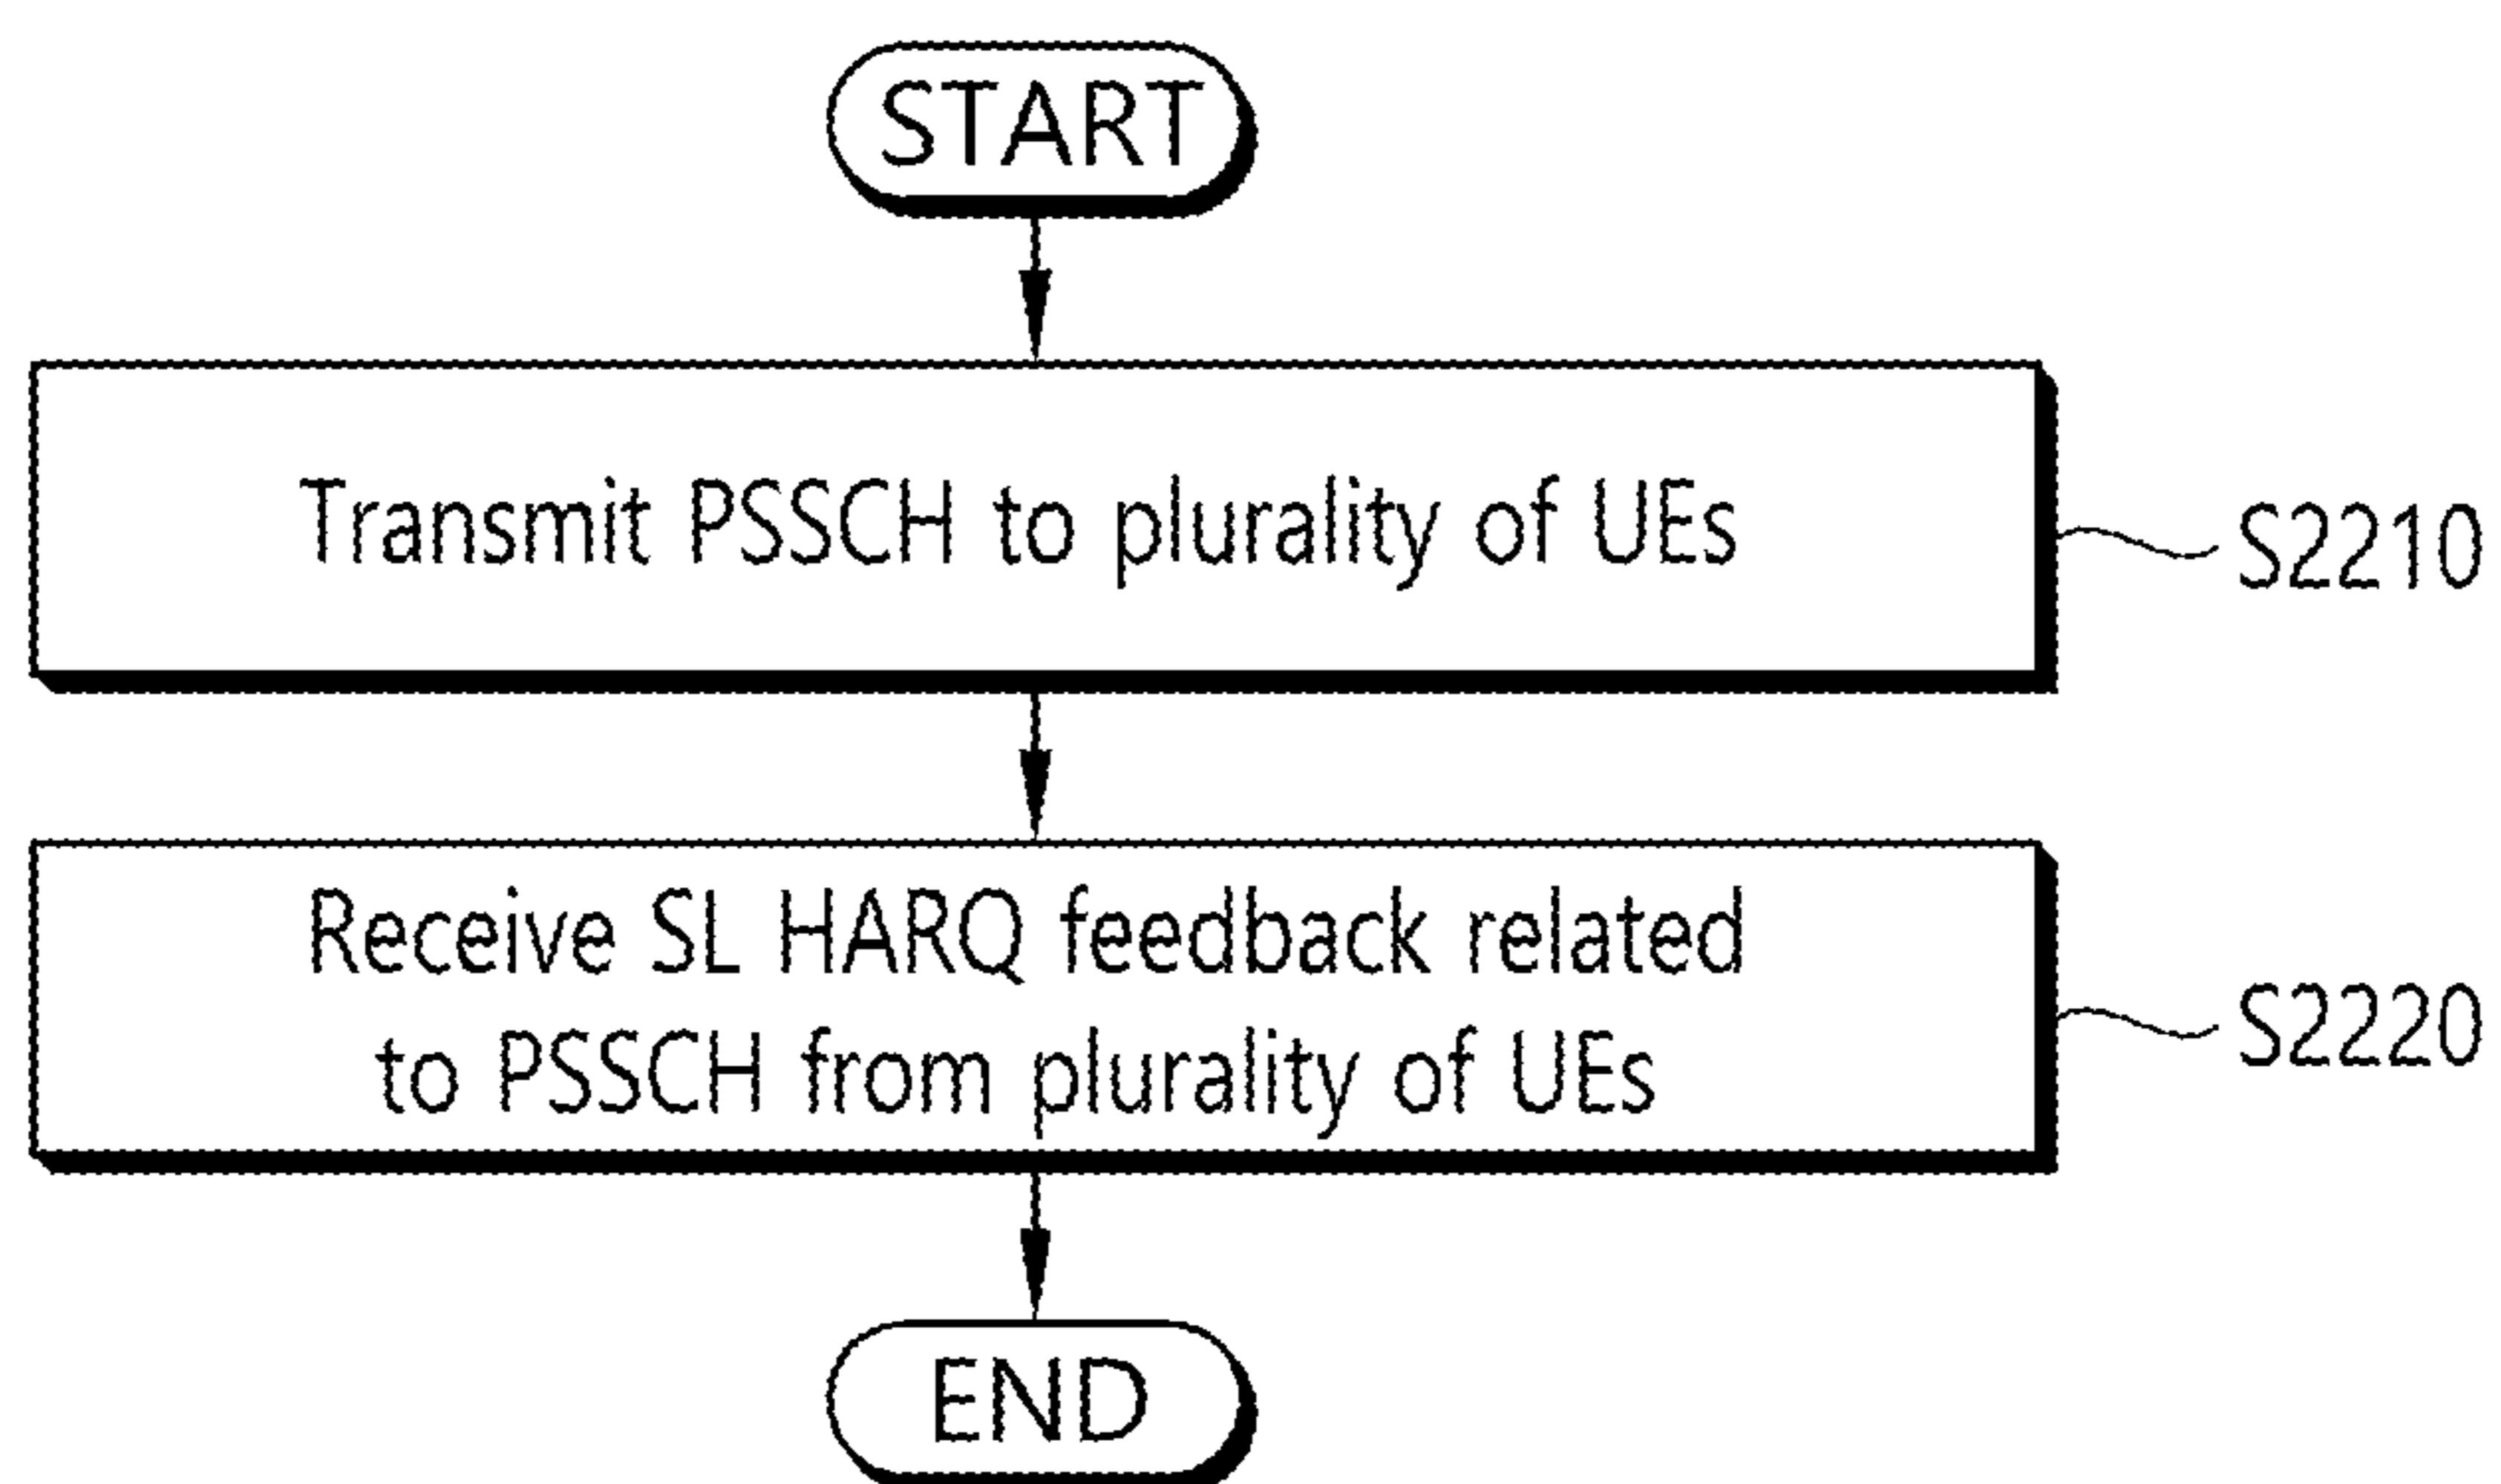 START
Transmit PSSCH to plurality of UEs
S2210
Receive SL HARQ feedback related
to PSSCH from plurality of UEs
S2220
END